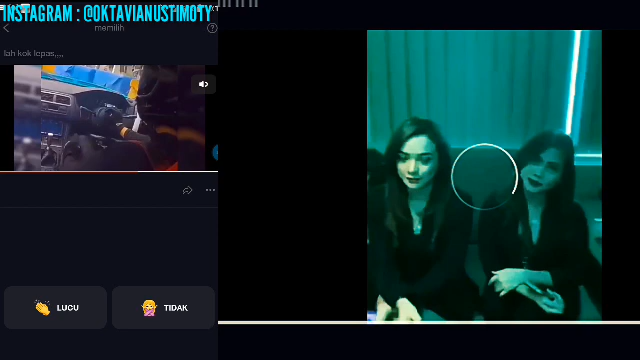 INSTAGRAM : @OKTAVIANUSTIMOTY
memilih
lah kok lepas,,,,
LUCU
TIDAK